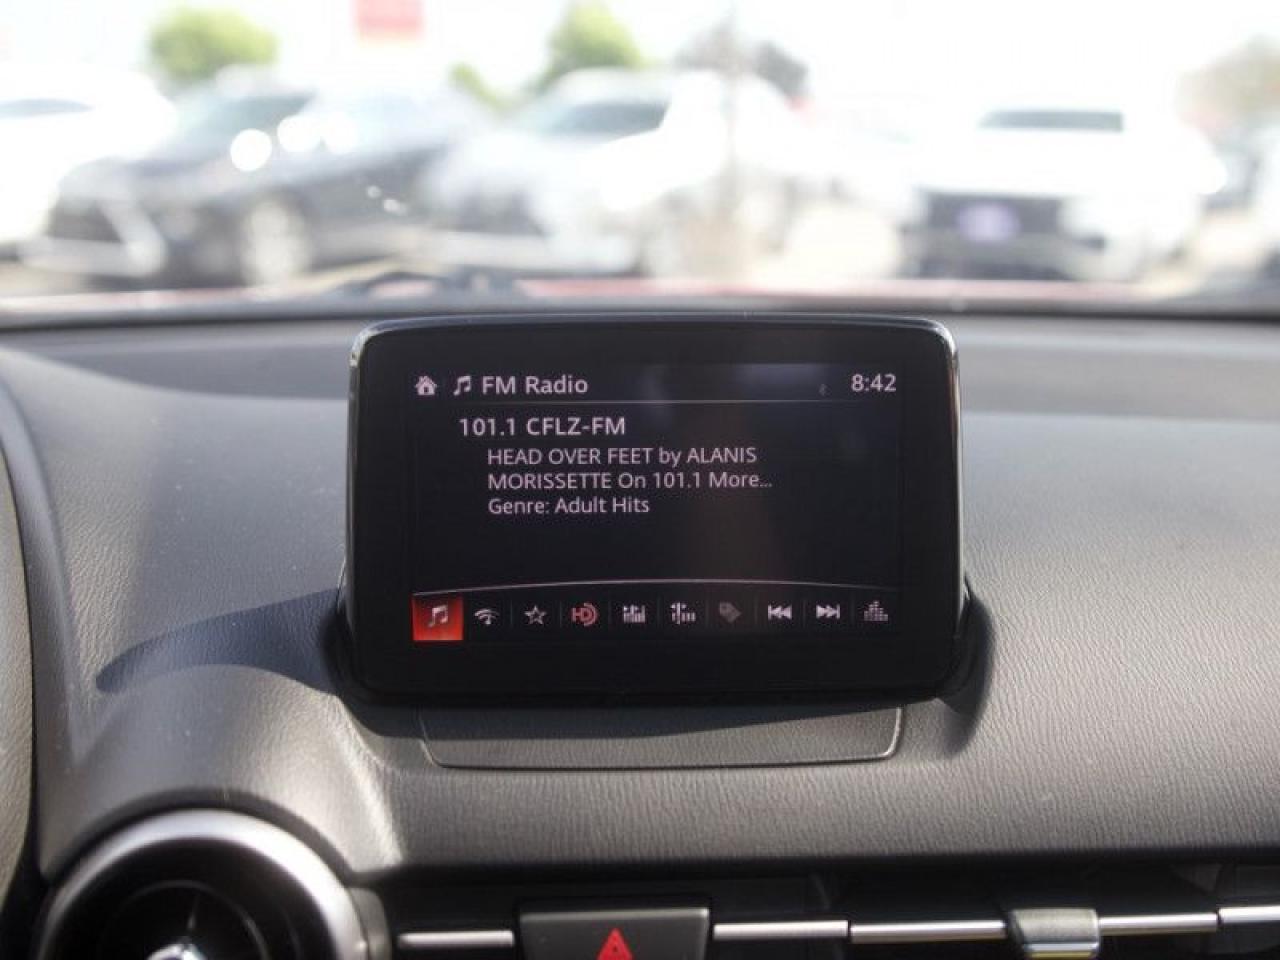 FM Radio
8:42
101.1 CFLZ-FM
HEAD OVER FEET by ALANIS
MORISSETTE On 101.1 More...
Genre: Adult Hits
HD